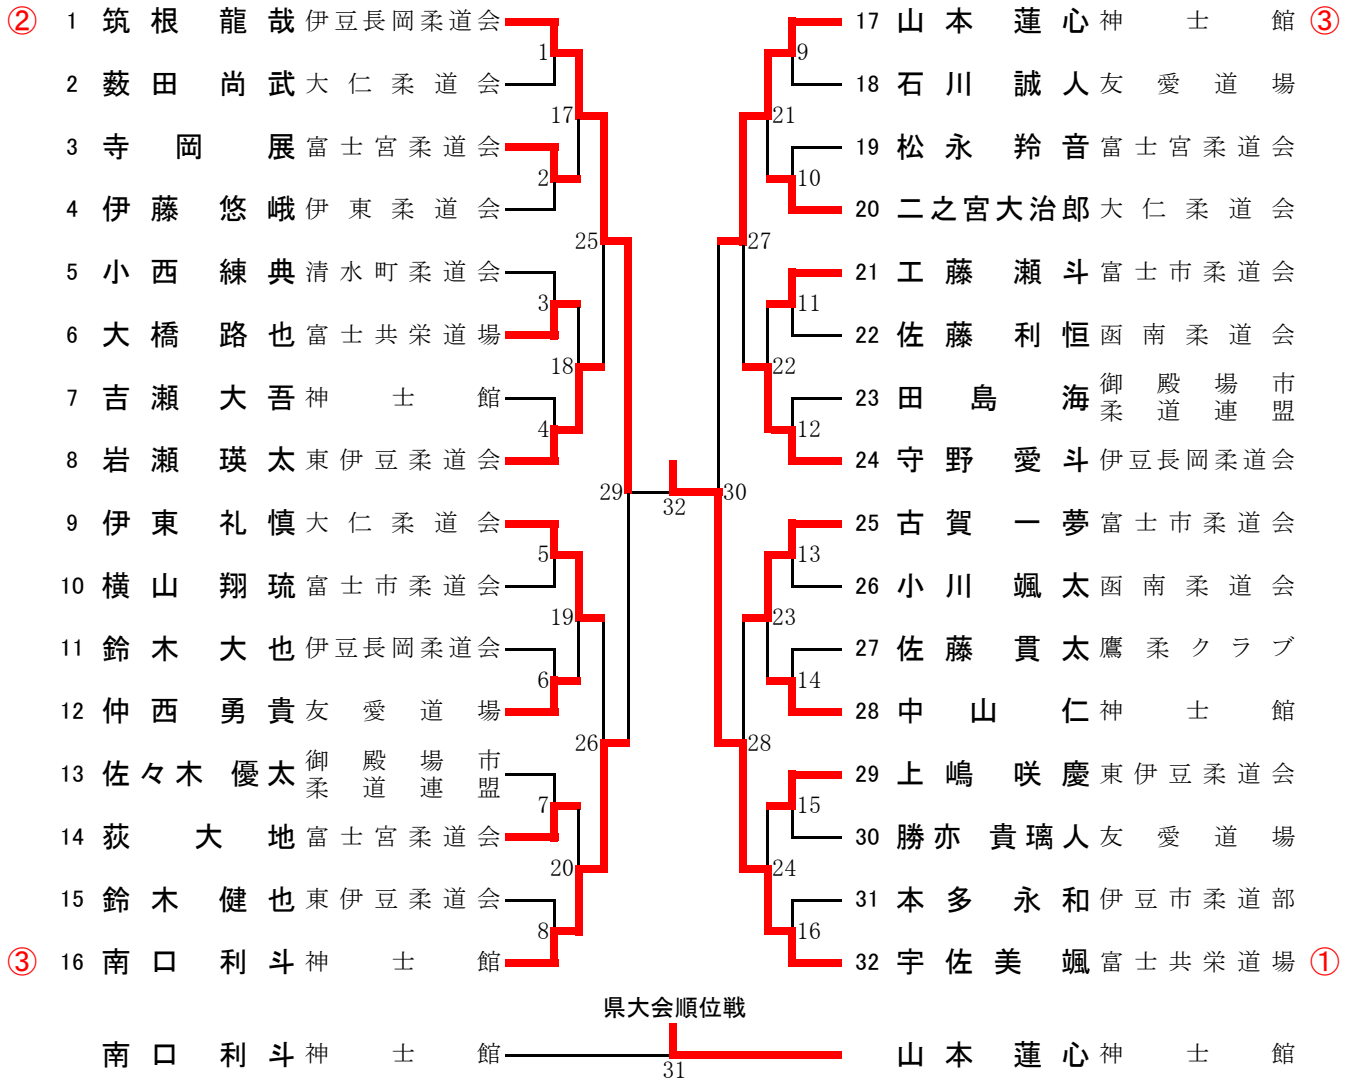 ② 1 筑根 龍哉 伊豆長岡柔道会
2 薮田 尚武 大仁柔道会
3 寺岡 展 富士宮柔道会
4 伊藤 悠峨 伊東柔道会
5 小西 練典 清水町柔道会
6 大橋 路也 富士共栄道場
7 吉瀬 大吾 神士館
8 岩瀬 瑛太 東伊豆柔道会
9 伊東 礼慎 大仁柔道会
10 横山 翔琉 富士市柔道会
11 鈴木 大也 伊豆長岡柔道会
12 仲西 勇貴 友愛道場
13 佐々木 優太 御殿場市
柔道連盟
14 荻 大地 富士宮柔道会
15 鈴木 健也 東伊豆柔道会
③ 16 南口 利斗 神士館
1
2
3
4
5
6
7
8
17
18
19
20
25
26
29
32
30
27
28
21
22
23
24
9
10
11
12
13
14
15
16
17 山本 蓮心 神士館 ③
18 石川 誠人 友愛道場
19 松永 羚音 富士宮柔道会
20 二之宮大治郎 大仁柔道会
21 工藤 瀬斗 富士市柔道会
22 佐藤 利恒 函南柔道会
23 田島 海 御殿場市
柔道連盟
24 守野 愛斗 伊豆長岡柔道会
25 古賀 一夢 富士市柔道会
26 小川 颯太 函南柔道会
27 佐藤 貫太 鷹柔クラブ
28 中山 仁 神士館
29 上嶋 咲慶 東伊豆柔道会
30 勝亦 貴璃人 友愛道場
31 本多 永和 伊豆市柔道部
32 宇佐美 颯 富士共栄道場 ①
県大会順位戦
南口 利斗 神士館
31
山本 蓮心 神士館